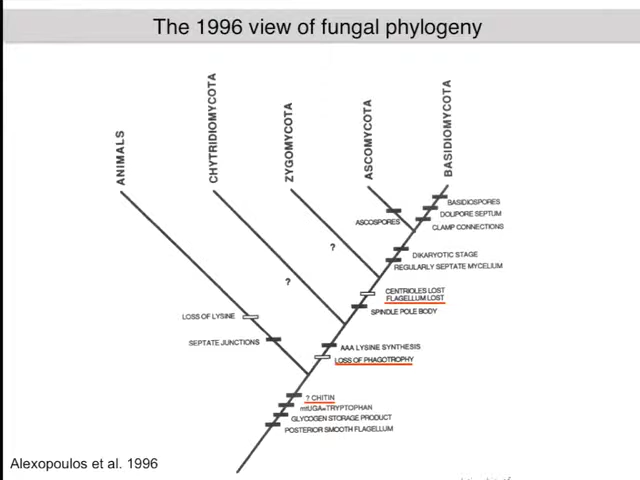 The 1996 view of fungal phylogeny
ANIMALS
CHYTRIDIOMYCOTA
ZYGOMYCOTA
ASCOMYCOTA
BASIDIOMYCOTA
BASIDIOSPORES
DOLIPORE SEPTUM
ASCOSPORES
CLAMP CONNECTIONS
?
DIKARYOTIC STAGE
REGULARLY SEPTATE MYCELIUM
?
CENTRIOLES LOST
FLAGELLUM LOST
SPINDLE POLE BODY
LOSS OF LYSINE
SEPTATE JUNCTIONS
AAA LYSINE SYNTHESIS
LOSS OF PHAGOTROPHY
? CHITIN
mtUGA=TRYPTOPHAN
GLYCOGEN STORAGE PRODUCT
POSTERIOR SMOOTH FLAGELLUM
Alexopoulos et al. 1996